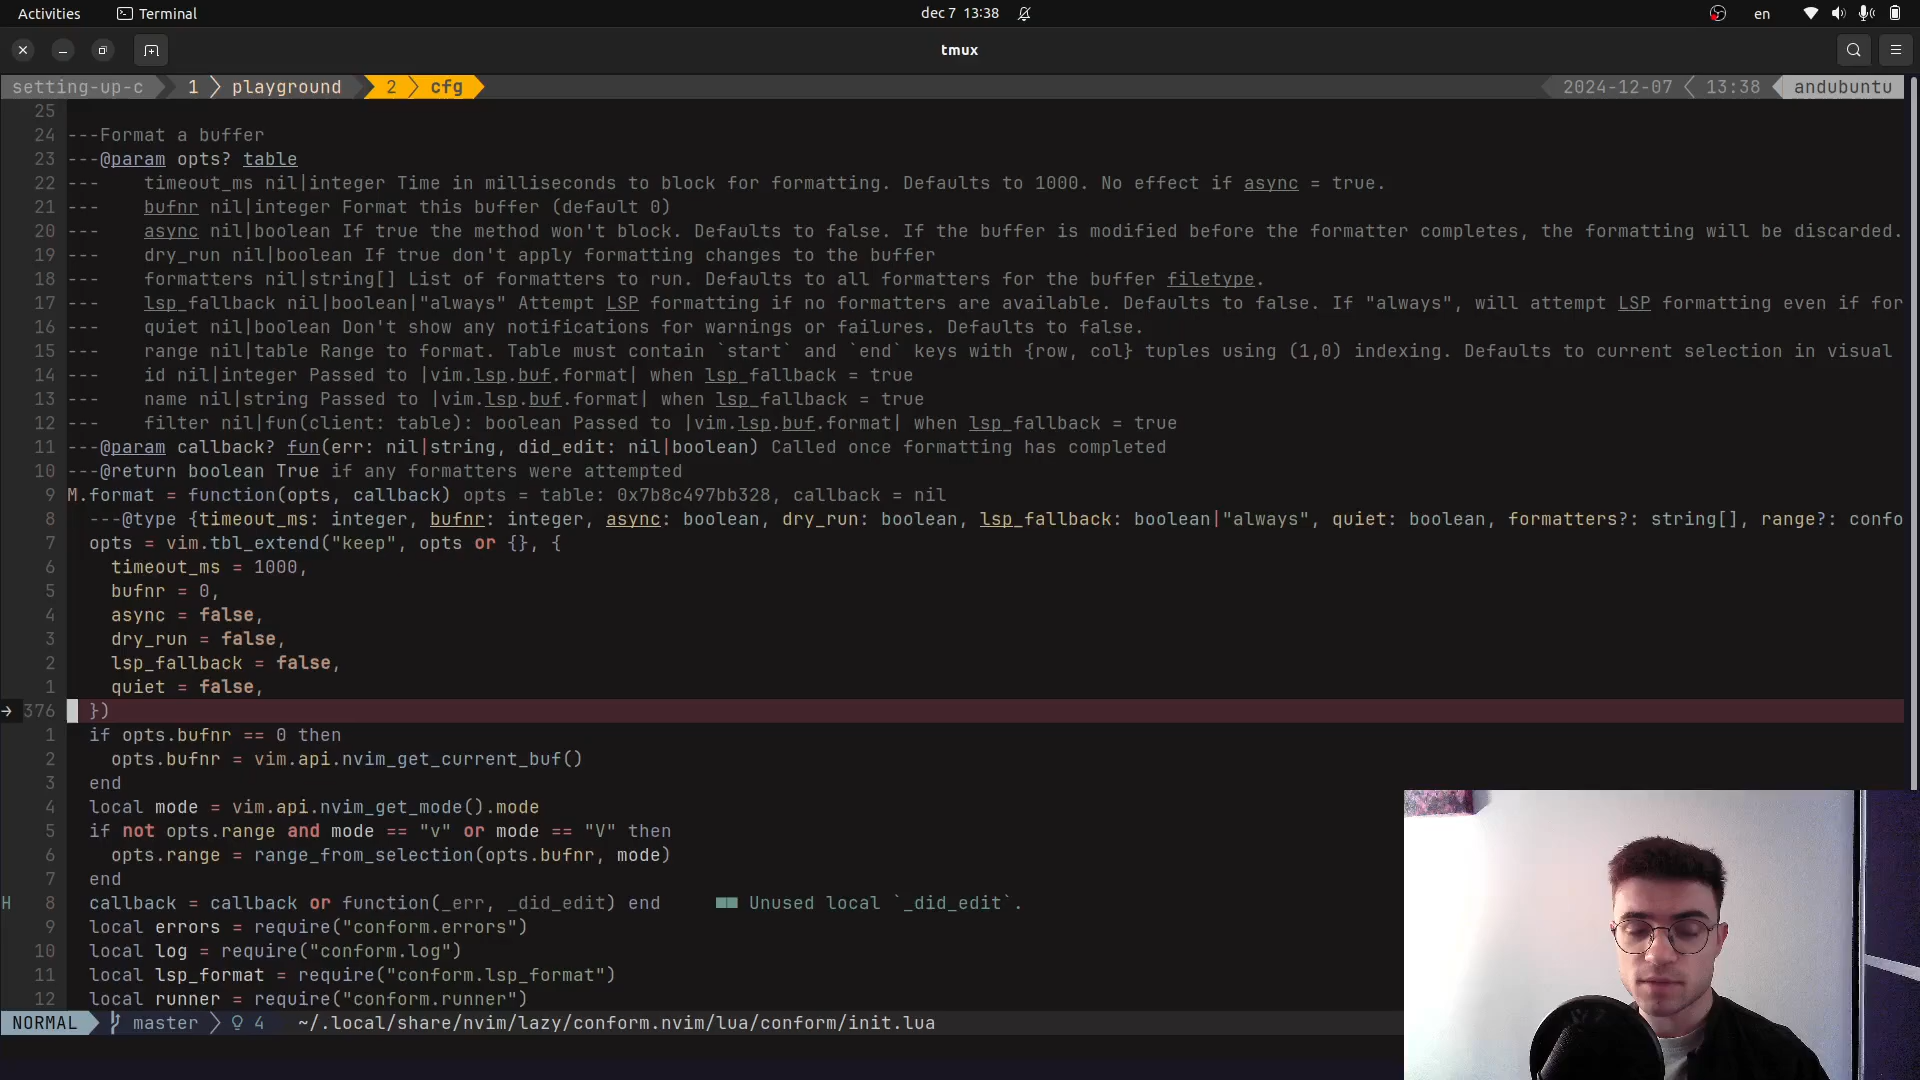 Activities Terminal dec 7 13:38 en
tmux
setting-up-c 1 playground 2 cfg 2024-12-07 13:38 andubuntu
25
24 ---Format a buffer
23 ---@param opts? table
22 ---    timeout_ms nil|integer Time in milliseconds to block for formatting. Defaults to 1000. No effect if async = true.
21 ---    bufnr nil|integer Format this buffer (default 0)
20 ---    async nil|boolean If true the method won't block. Defaults to false. If the buffer is modified before the formatter completes, the formatting will be discarded.
19 ---    dry_run nil|boolean If true don't apply formatting changes to the buffer
18 ---    formatters nil|string[] List of formatters to run. Defaults to all formatters for the buffer filetype.
17 ---    lsp_fallback nil|boolean|"always" Attempt LSP formatting if no formatters are available. Defaults to false. If "always", will attempt LSP formatting even if for
16 ---    quiet nil|boolean Don't show any notifications for warnings or failures. Defaults to false.
15 ---    range nil|table Range to format. Table must contain `start` and `end` keys with {row, col} tuples using (1,0) indexing. Defaults to current selection in visual
14 ---    id nil|integer Passed to |vim.lsp.buf.format| when lsp_fallback = true
13 ---    name nil|string Passed to |vim.lsp.buf.format| when lsp_fallback = true
12 ---    filter nil|fun(client: table): boolean Passed to |vim.lsp.buf.format| when lsp_fallback = true
11 ---@param callback? fun(err: nil|string, did_edit: nil|boolean) Called once formatting has completed
10 ---@return boolean True if any formatters were attempted
9 M.format = function(opts, callback) opts = table: 0x7b8c497bb328, callback = nil
8   ---@type {timeout_ms: integer, bufnr: integer, async: boolean, dry_run: boolean, lsp_fallback: boolean|"always", quiet: boolean, formatters?: string[], range?: confo
7   opts = vim.tbl_extend("keep", opts or {}, {
6     timeout_ms = 1000,
5     bufnr = 0,
4     async = false,
3     dry_run = false,
2     lsp_fallback = false,
1     quiet = false,
→ 376   })
1   if opts.bufnr == 0 then
2     opts.bufnr = vim.api.nvim_get_current_buf()
3   end
4   local mode = vim.api.nvim_get_mode().mode
5   if not opts.range and mode == "v" or mode == "V" then
6     opts.range = range_from_selection(opts.bufnr, mode)
7   end
H 8   callback = callback or function(_err, _did_edit) end     ■■ Unused local `_did_edit`.
9   local errors = require("conform.errors")
10   local log = require("conform.log")
11   local lsp_format = require("conform.lsp_format")
12   local runner = require("conform.runner")
NORMAL master 4 ~/.local/share/nvim/lazy/conform.nvim/lua/conform/init.lua